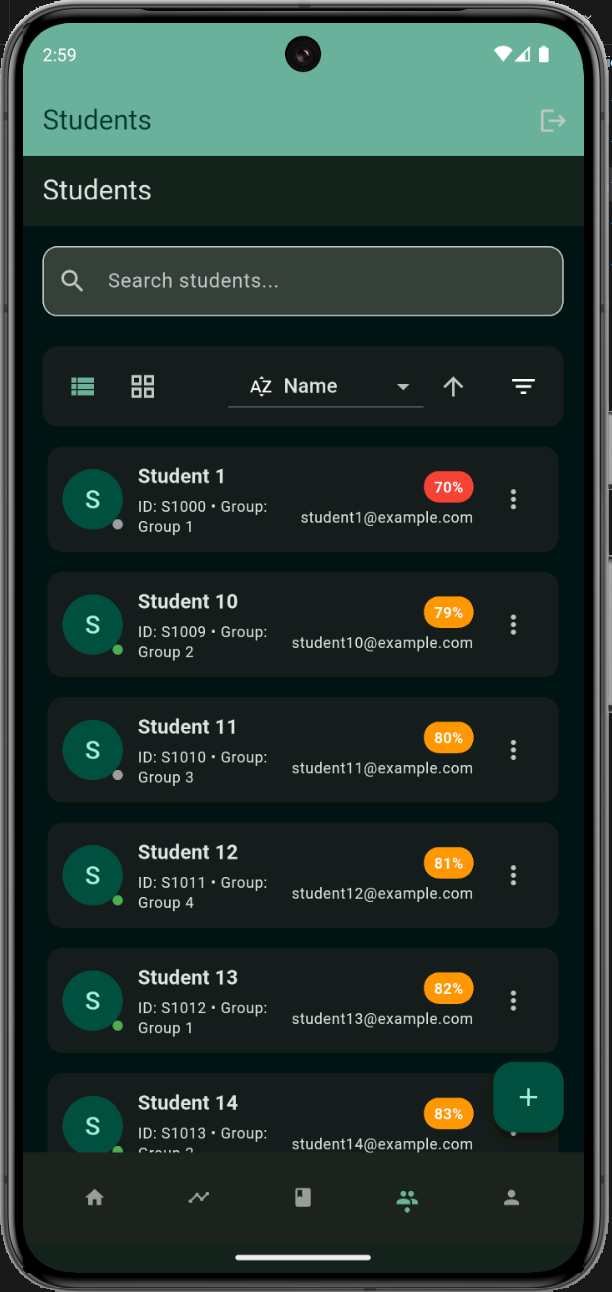 2:59
Students
Students
Search students...
AZ Name
Student 1
70%
ID: S1000 • Group:
Group 1
student1@example.com
S
Student 10
79%
ID: S1009 • Group:
Group 2
student10@example.com
S
Student 11
80%
ID: S1010 • Group:
Group 3
student11@example.com
S
Student 12
81%
ID: S1011 • Group:
Group 4
student12@example.com
S
Student 13
82%
ID: S1012 • Group:
Group 1
student13@example.com
S
Student 14
83%
ID: S1013 • Group:
student14@example.com
S